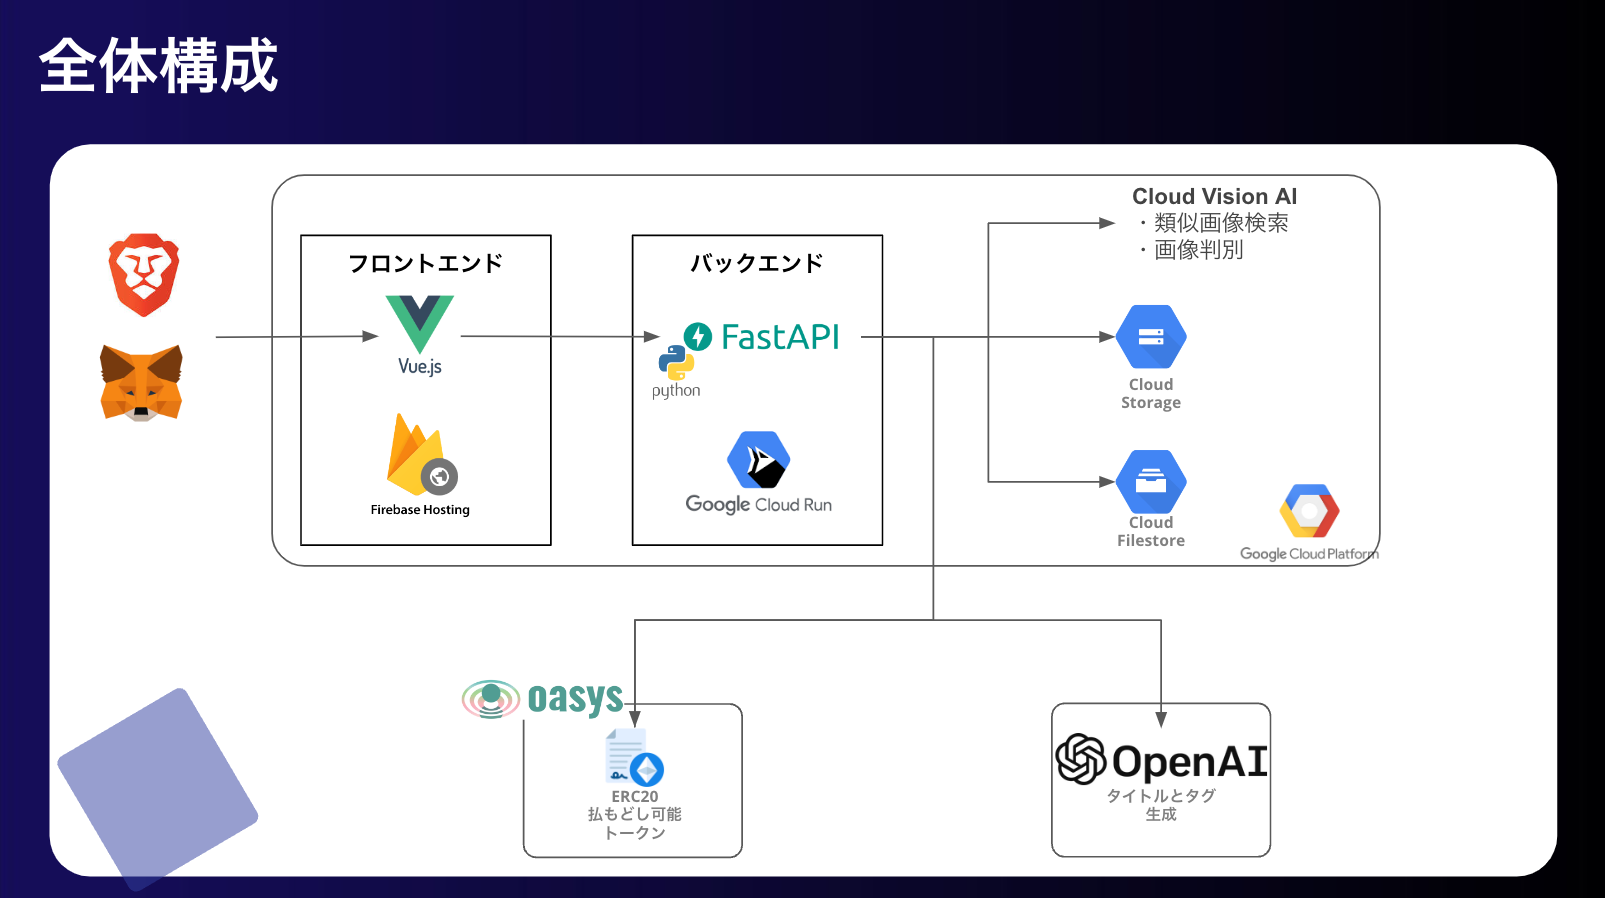 全体構成
Cloud Vision AI
・類似画像検索
・画像判別
フロントエンド
バックエンド
Vue.js
FastAPI
python
Cloud
Storage
Firebase Hosting
Google Cloud Run
Cloud
Filestore
Google Cloud Platform
oasys
ERC20
払もどし可能
トークン
OpenAI
タイトルとタグ
生成